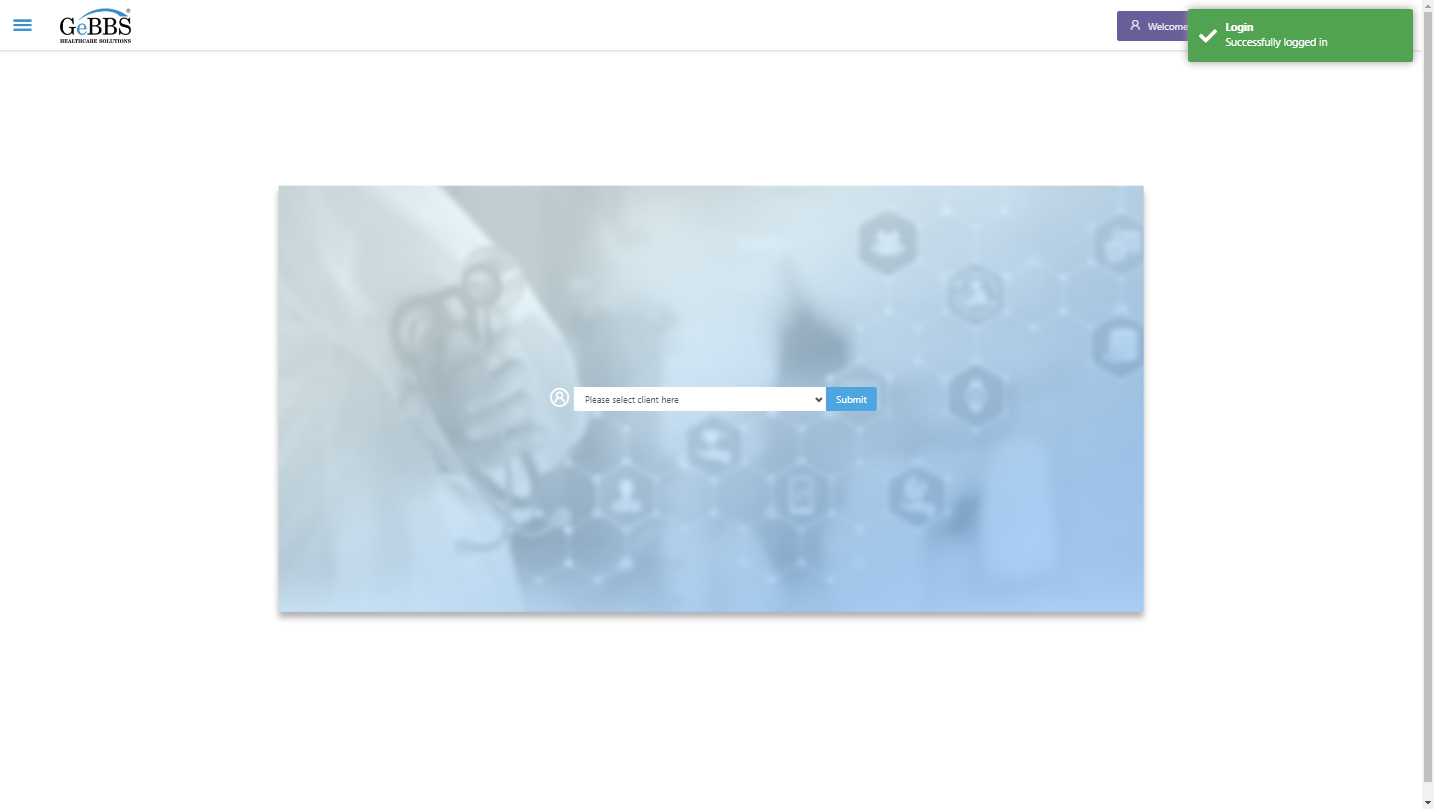 GeBBS®
HEALTHCARE SOLUTIONS
Welcome
Login
Successfully logged in
Please select client here
Submit